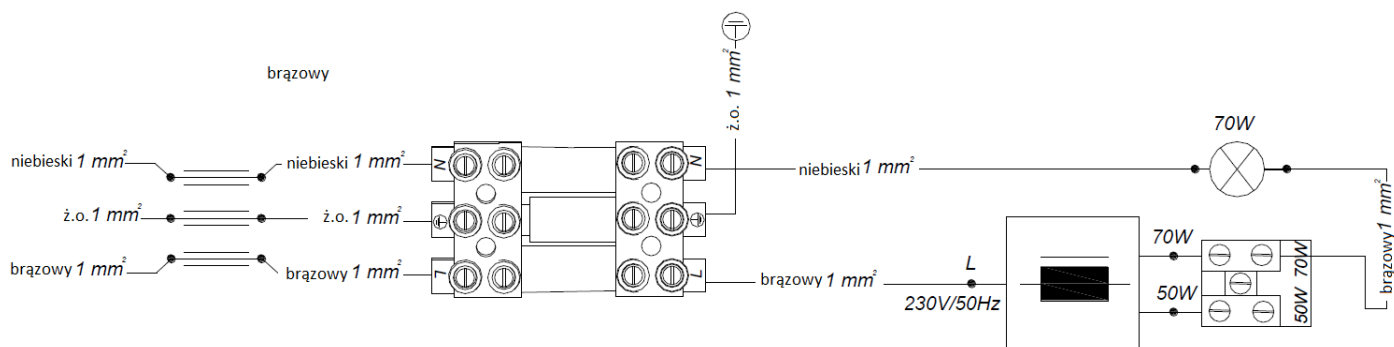 brązowy
ż.o. 1 mm²
70W
niebieski 1 mm²
niebieski 1 mm²
N
N
niebieski 1 mm²
ż.o. 1 mm²
ż.o. 1 mm²
brązowy 1 mm²
brązowy 1 mm²
brązowy 1 mm²
L
L
brązowy 1 mm²
L
230V/50Hz
70W
50W
50W 70W